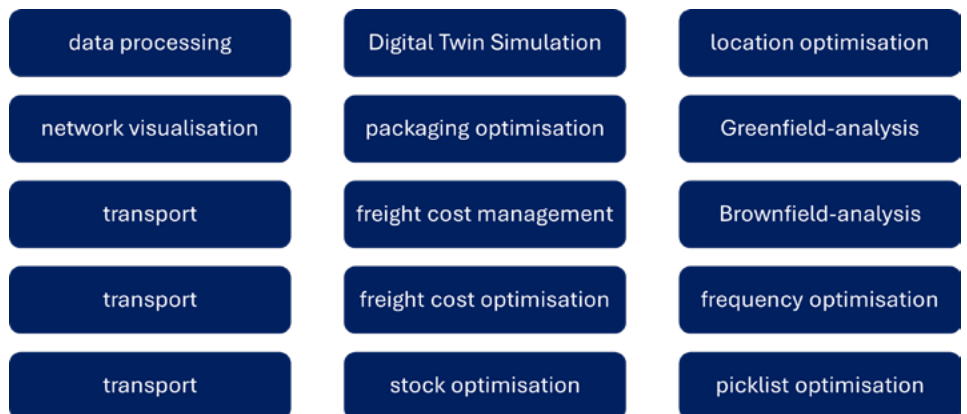 data processing
Digital Twin Simulation
location optimisation
network visualisation
packaging optimisation
Greenfield-analysis
transport
freight cost management
Brownfield-analysis
transport
freight cost optimisation
frequency optimisation
transport
stock optimisation
picklist optimisation